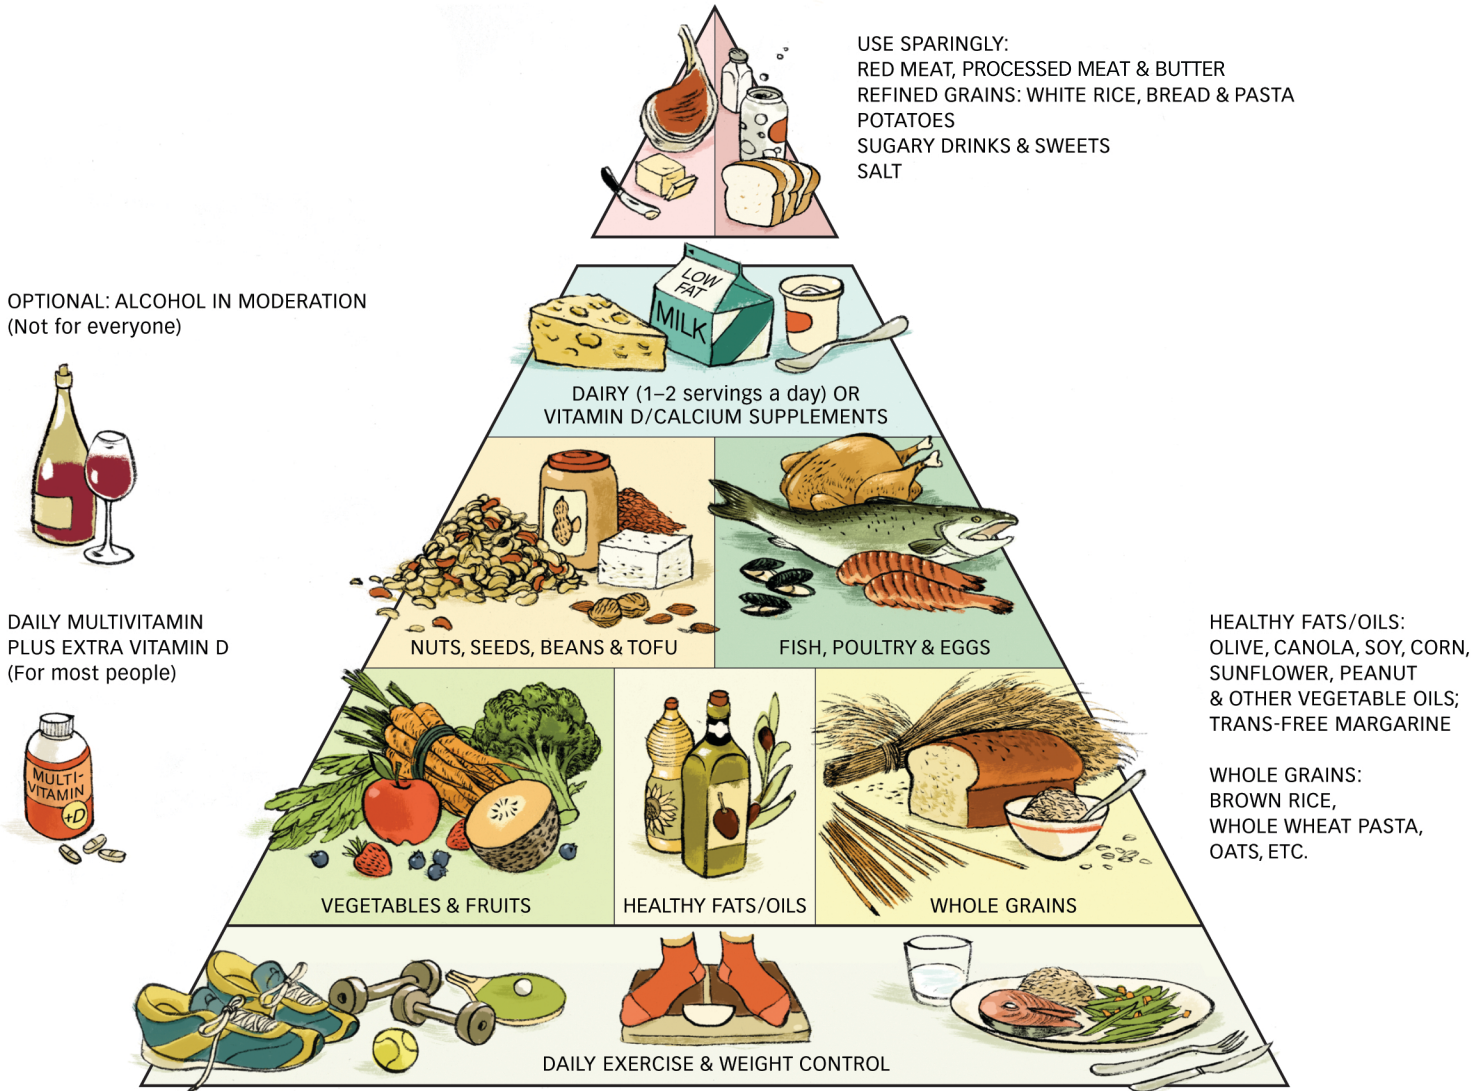 USE SPARINGLY:
RED MEAT, PROCESSED MEAT & BUTTER
REFINED GRAINS: WHITE RICE, BREAD & PASTA
POTATOES
SUGARY DRINKS & SWEETS
SALT
OPTIONAL: ALCOHOL IN MODERATION
(Not for everyone)
LOW
FAT
MILK
DAIRY (1–2 servings a day) OR
VITAMIN D/CALCIUM SUPPLEMENTS
NUTS, SEEDS, BEANS & TOFU
FISH, POULTRY & EGGS
DAILY MULTIVITAMIN
PLUS EXTRA VITAMIN D
(For most people)
MULTI-
VITAMIN
+D
HEALTHY FATS/OILS:
OLIVE, CANOLA, SOY, CORN,
SUNFLOWER, PEANUT
& OTHER VEGETABLE OILS;
TRANS-FREE MARGARINE
WHOLE GRAINS:
BROWN RICE,
WHOLE WHEAT PASTA,
OATS, ETC.
VEGETABLES & FRUITS
HEALTHY FATS/OILS
WHOLE GRAINS
DAILY EXERCISE & WEIGHT CONTROL